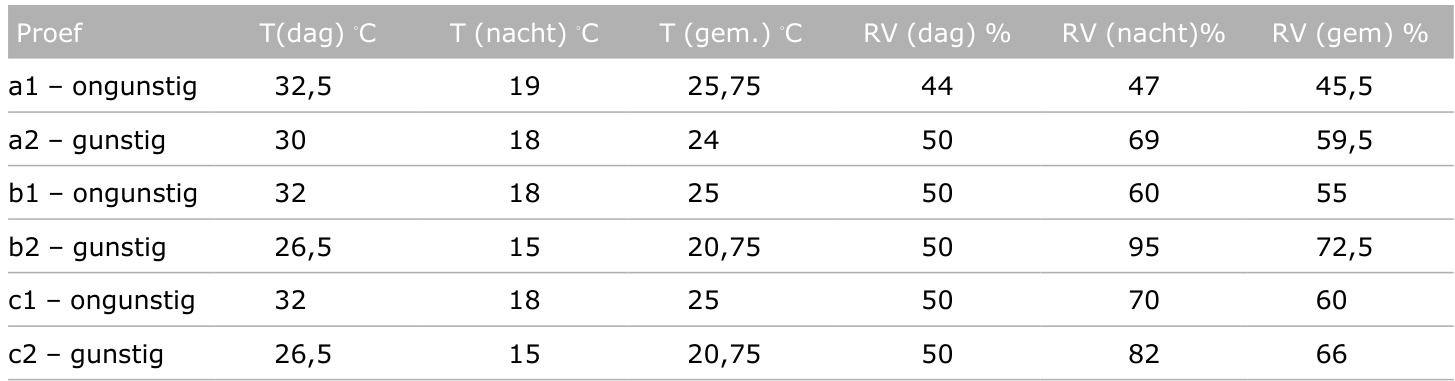 Proef T(dag) °C T (nacht) °C T (gem.) °C RV (dag) % RV (nacht)% RV (gem) %
a1 – ongunstig 32,5 19 25,75 44 47 45,5
a2 – gunstig 30 18 24 50 69 59,5
b1 – ongunstig 32 18 25 50 60 55
b2 – gunstig 26,5 15 20,75 50 95 72,5
c1 – ongunstig 32 18 25 50 70 60
c2 – gunstig 26,5 15 20,75 50 82 66